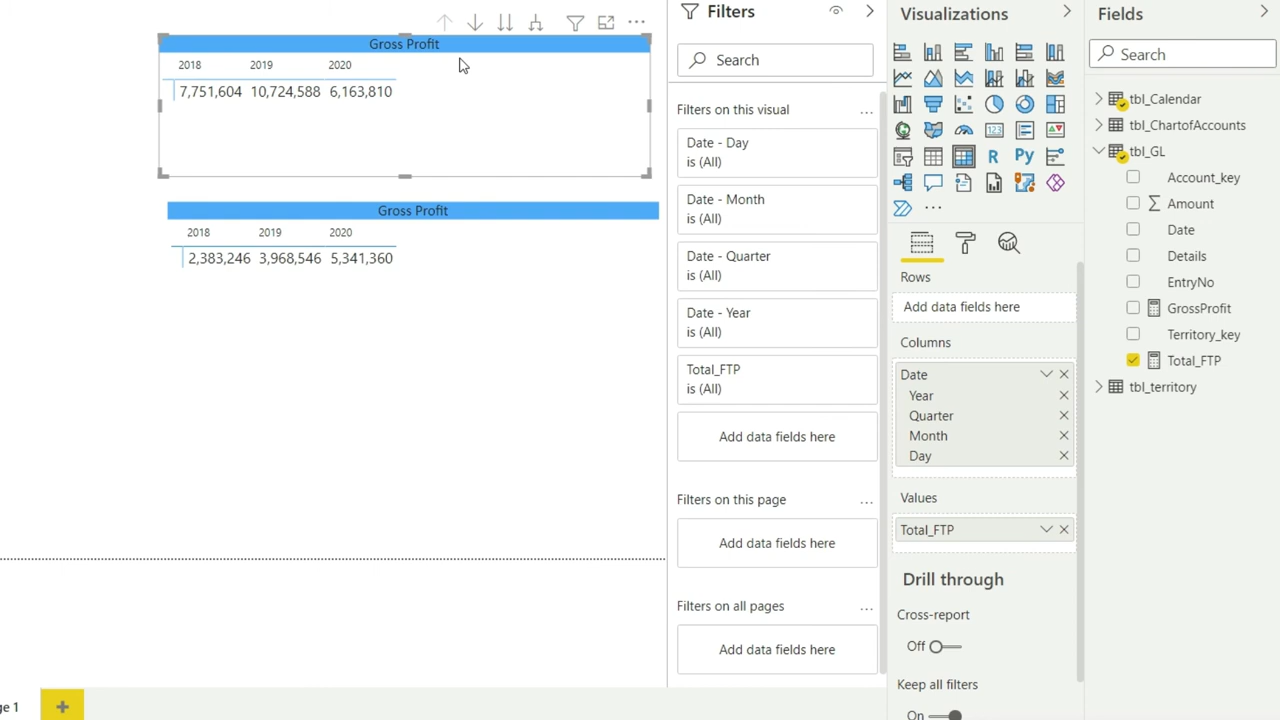 Gross Profit
2018 2019 2020
7,751,604 10,724,588 6,163,810
Gross Profit
2018 2019 2020
2,383,246 3,968,546 5,341,360
ge 1
+
Filters
Search
Filters on this visual
...
Date - Day
is (All)
Date - Month
is (All)
Date - Quarter
is (All)
Date - Year
is (All)
Total_FTP
is (All)
Add data fields here
Filters on this page
...
Add data fields here
Filters on all pages
...
Add data fields here
Visualizations
123
R Py
...
Rows
Add data fields here
Columns
Date
Year
Quarter
Month
Day
Values
Total_FTP
Drill through
Cross-report
Off
Keep all filters
On
Fields
Search
tbl_Calendar
tbl_ChartofAccounts
tbl_GL
Account_key
Amount
Date
Details
EntryNo
GrossProfit
Territory_key
Total_FTP
tbl_territory